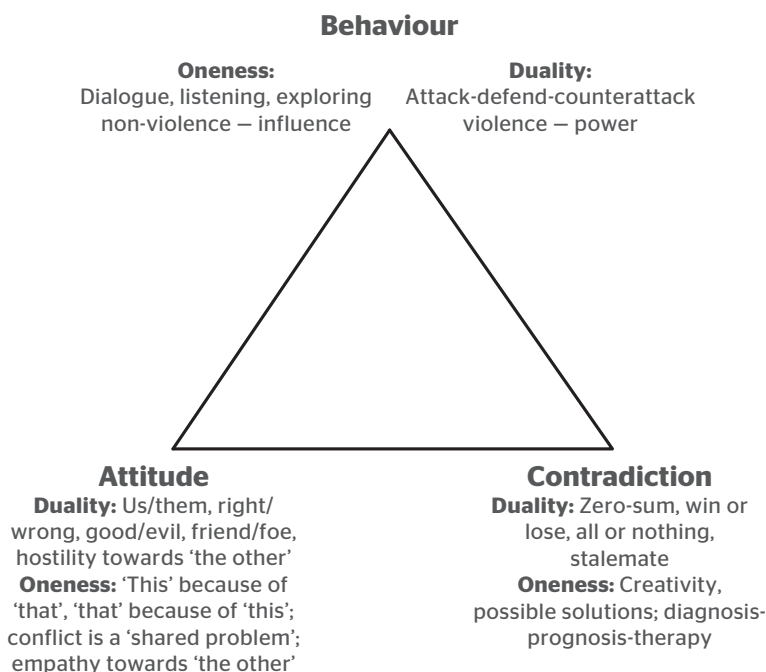 Behaviour
Oneness:
Dialogue, listening, exploring
non-violence — influence
Duality:
Attack-defend-counterattack
violence — power
Attitude
Duality: Us/them, right/
wrong, good/evil, friend/foe,
hostility towards ‘the other’
Oneness: ‘This’ because of
‘that’, ‘that’ because of ‘this’;
conflict is a ‘shared problem’;
empathy towards ‘the other’
Contradiction
Duality: Zero-sum, win or
lose, all or nothing,
stalemate
Oneness: Creativity,
possible solutions; diagnosis-
prognosis-therapy